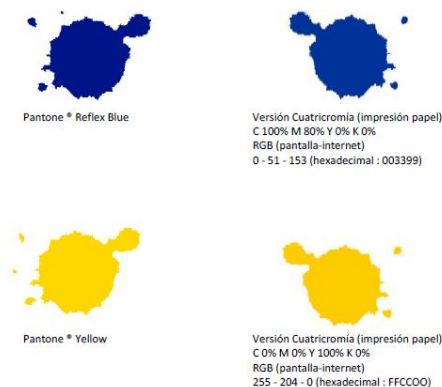 Pantone ® Reflex Blue
Versión Cuatricromía (impresión papel)
C 100% M 80% Y 0% K 0%
RGB (pantalla-internet)
0 - 51 - 153 (hexadecimal : 003399)
Pantone ® Yellow
Versión Cuatricromía (impresión papel)
C 0% M 0% Y 100% K 0%
RGB (pantalla-internet)
255 - 204 - 0 (hexadecimal : FFCCOO)